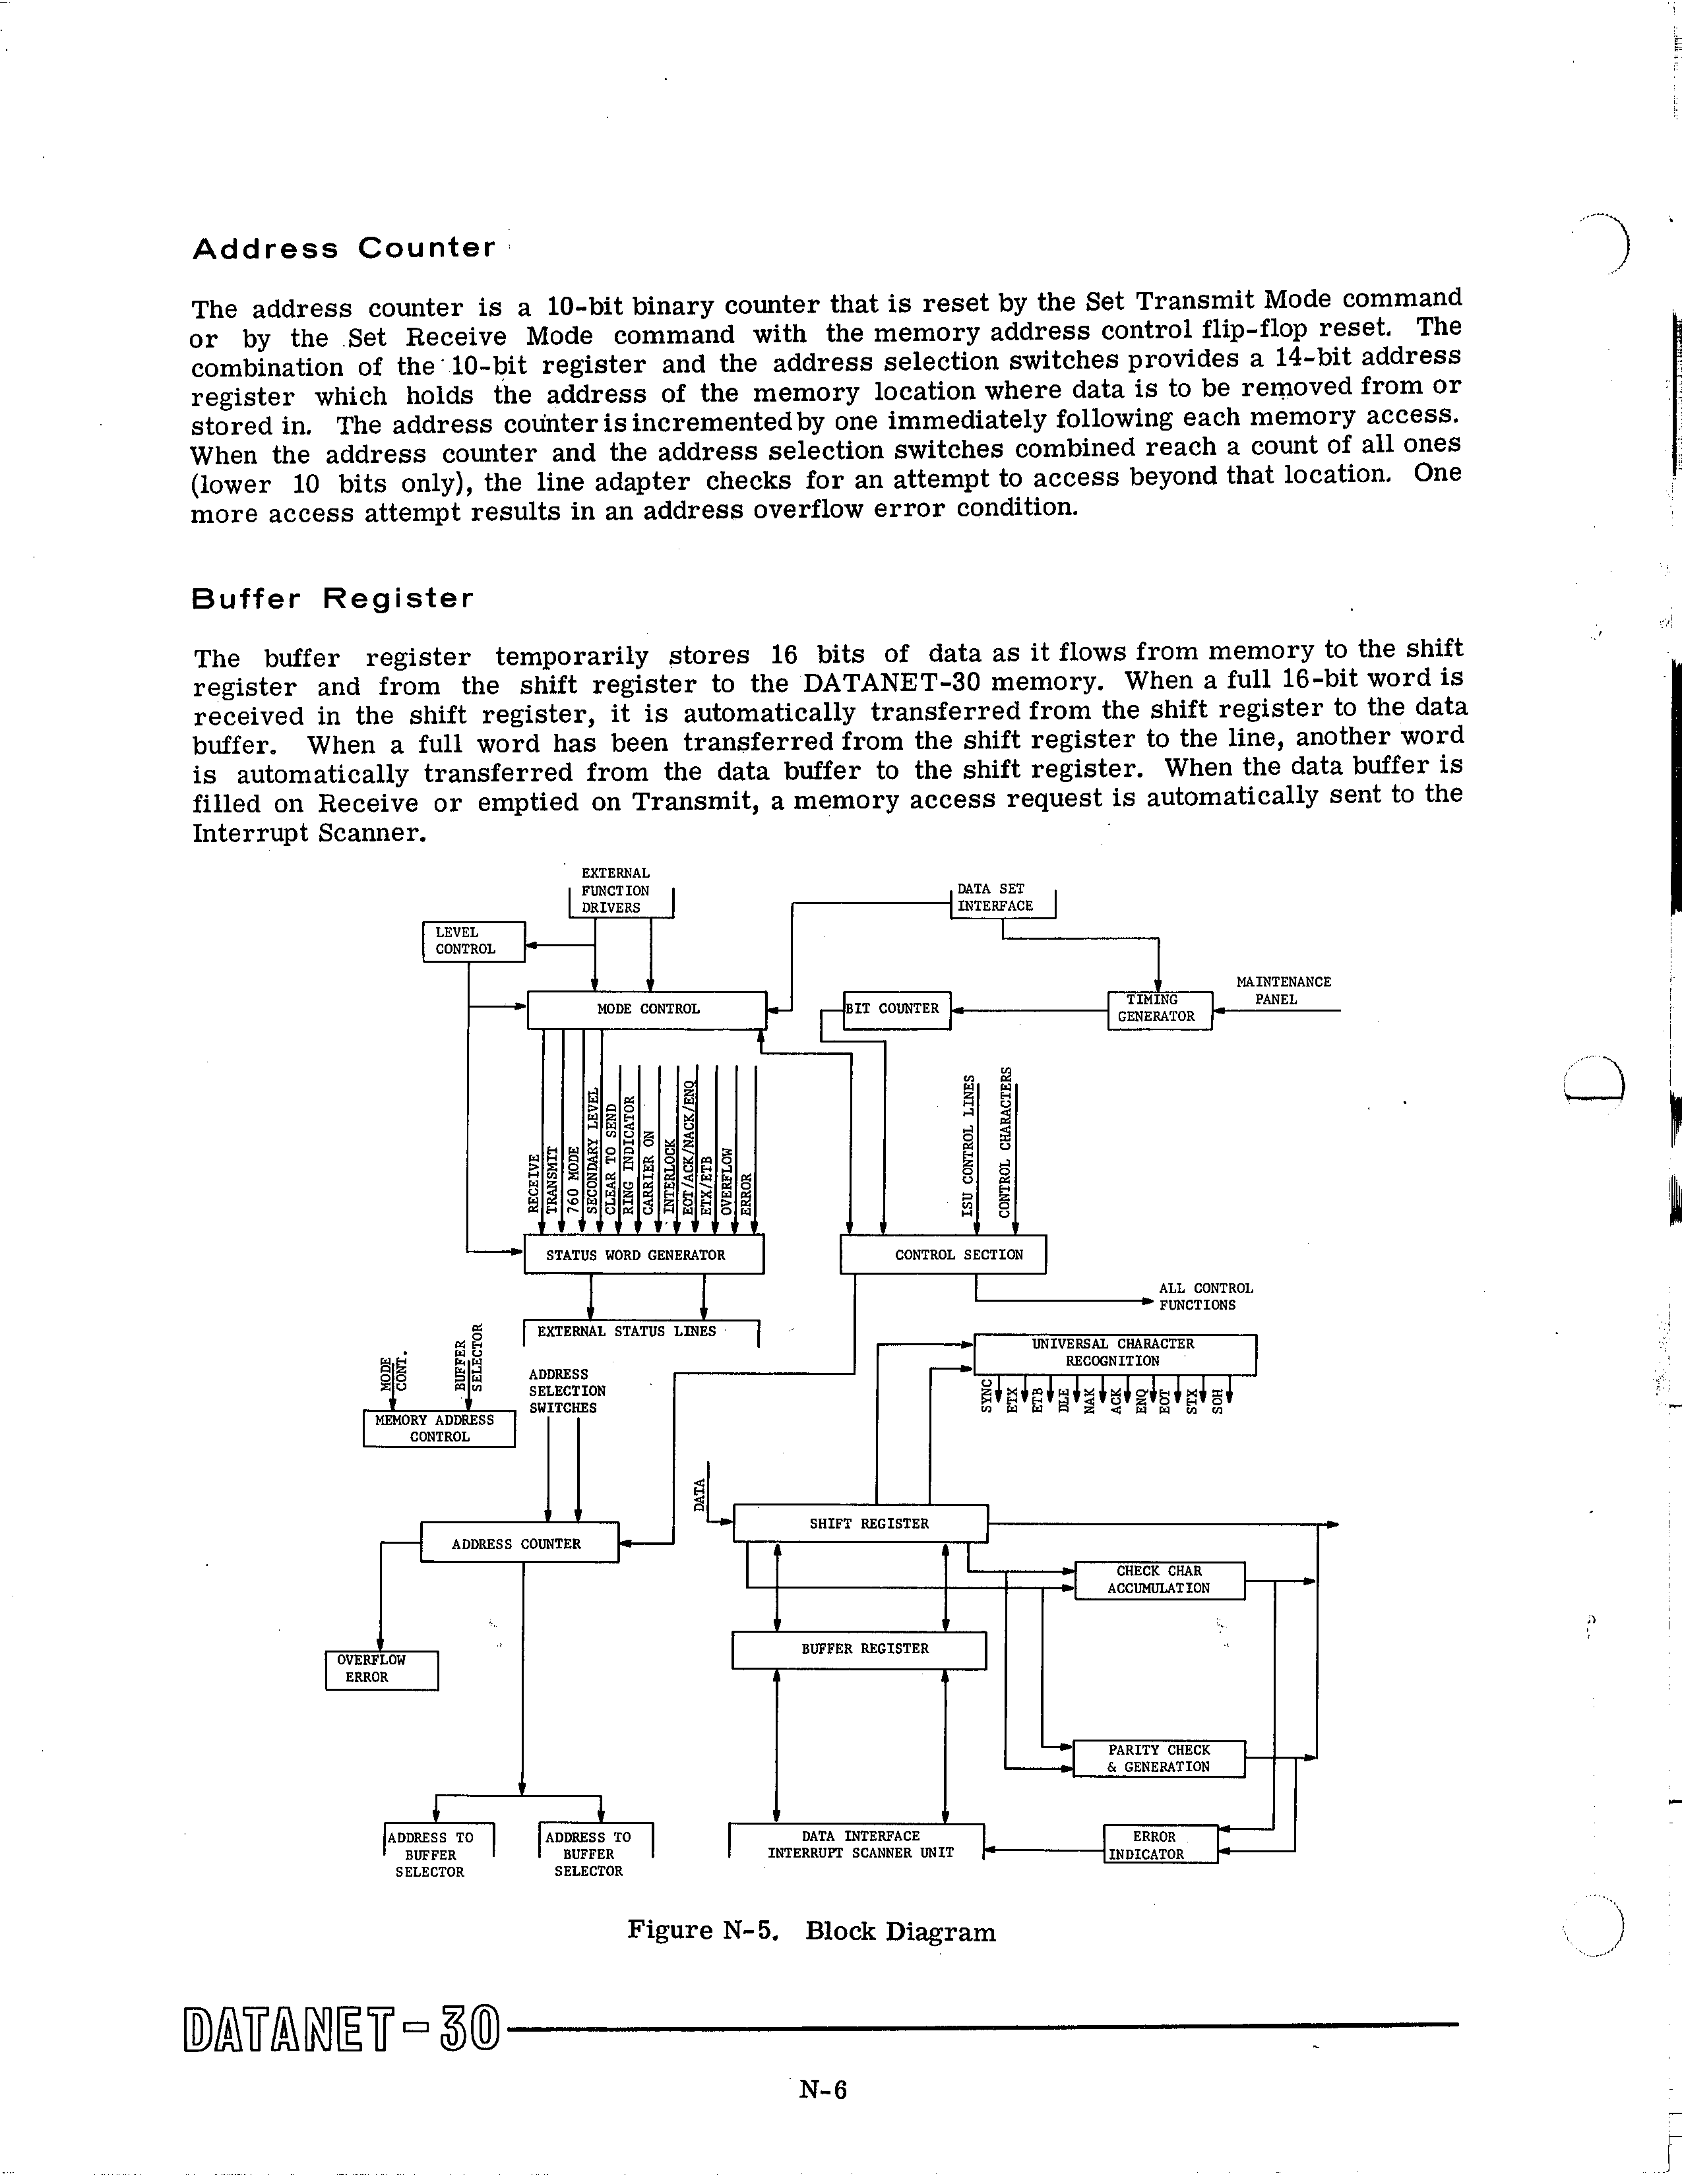 Address Counter
The address counter is a 10-bit binary counter that is reset by the Set Transmit Mode command
or by the Set Receive Mode command with the memory address control flip-flop reset. The
combination of the 10-bit register and the address selection switches provides a 14-bit address
register which holds the address of the memory location where data is to be removed from or
stored in. The address counter is incremented by one immediately following each memory access.
When the address counter and the address selection switches combined reach a count of all ones
(lower 10 bits only), the line adapter checks for an attempt to access beyond that location. One
more access attempt results in an address overflow error condition.
Buffer Register
The buffer register temporarily stores 16 bits of data as it flows from memory to the shift
register and from the shift register to the DATANET-30 memory. When a full 16-bit word is
received in the shift register, it is automatically transferred from the shift register to the data
buffer. When a full word has been transferred from the shift register to the line, another word
is automatically transferred from the data buffer to the shift register. When the data buffer is
filled on Receive or emptied on Transmit, a memory access request is automatically sent to the
Interrupt Scanner.
EXTERNAL
FUNCTION
DRIVERS
DATA SET
INTERFACE
LEVEL
CONTROL
MAINTENANCE
PANEL
MODE CONTROL
BIT COUNTER
TIMING
GENERATOR
RECEIVE
TRANSMIT
760 MODE
SECONDARY LEVEL
CLEAR TO SEND
RING INDICATOR
CARRIER ON
INTERLOCK
EOT/ACK/NACK/ENQ
ETX/ETB
OVERFLOW
ERROR
ISU CONTROL LINES
CONTROL CHARACTERS
STATUS WORD GENERATOR
CONTROL SECTION
ALL CONTROL
FUNCTIONS
EXTERNAL STATUS LINES
UNIVERSAL CHARACTER
RECOGNITION
MODE
CONT.
BUFFER
SELECTOR
ADDRESS
SELECTION
SWITCHES
SYNC
ETX
ETB
DLE
NAK
ACK
ENQ
EOT
STX
SOH
MEMORY ADDRESS
CONTROL
DATA
SHIFT REGISTER
ADDRESS COUNTER
CHECK CHAR
ACCUMULATION
BUFFER REGISTER
OVERFLOW
ERROR
PARITY CHECK
& GENERATION
ADDRESS TO
BUFFER
SELECTOR
ADDRESS TO
BUFFER
SELECTOR
DATA INTERFACE
INTERRUPT SCANNER UNIT
ERROR
INDICATOR
Figure N-5. Block Diagram
DATANET-30
N-6